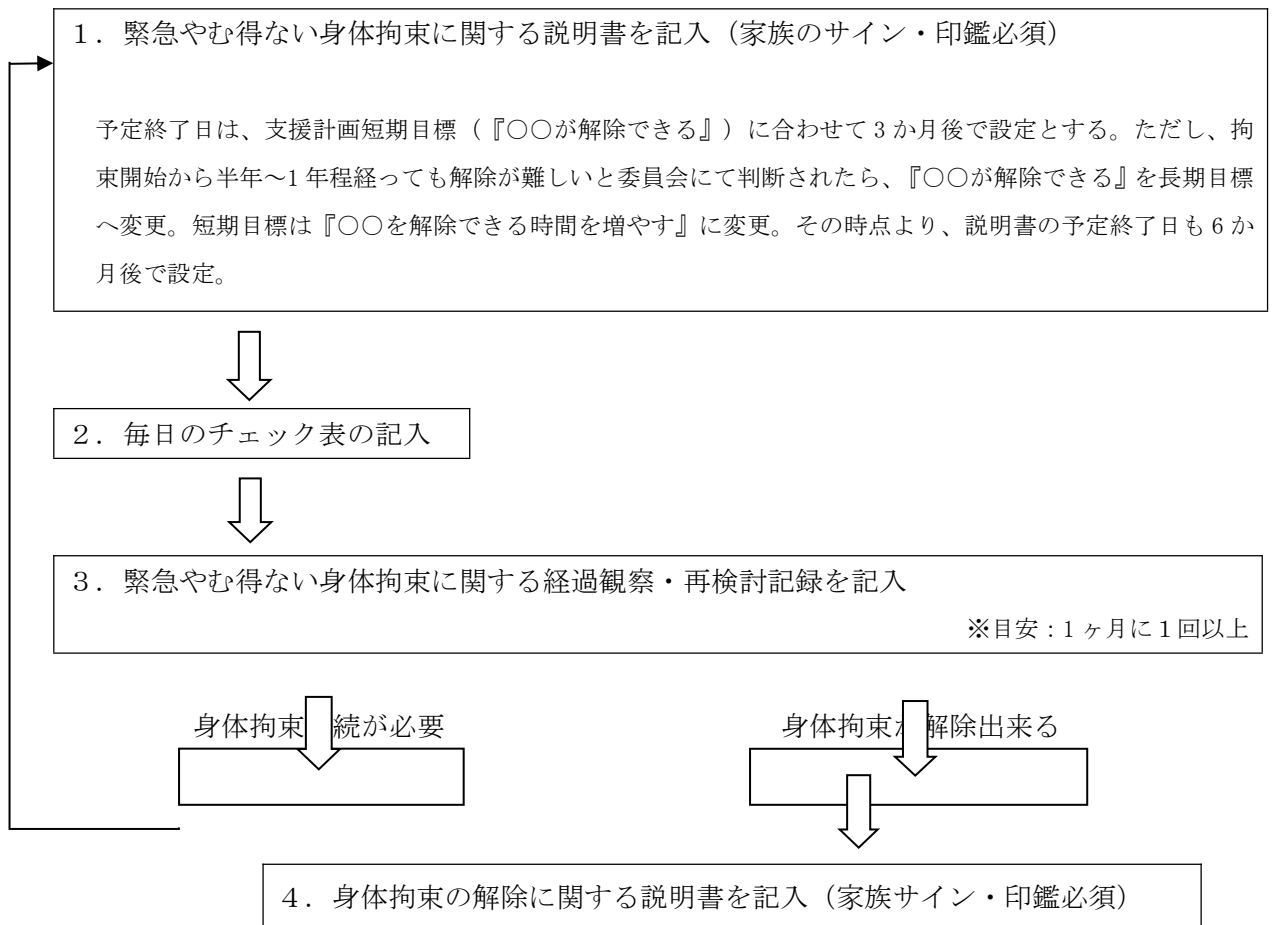 1．緊急やむ得ない身体拘束に関する説明書を記入（家族のサイン・印鑑必須）
予定終了日は、支援計画短期目標（『○○が解除できる』）に合わせて3か月後で設定とする。ただし、拘
束開始から半年～1年程経っても解除が難しいと委員会にて判断されたら、『○○が解除できる』を長期目標
へ変更。短期目標は『○○を解除できる時間を増やす』に変更。その時点より、説明書の予定終了日も6か
月後で設定。
2．毎日のチェック表の記入
3．緊急やむ得ない身体拘束に関する経過観察・再検討記録を記入
※目安：1ヶ月に１回以上
身体拘束 続が必要
身体拘束 解除出来る
4．身体拘束の解除に関する説明書を記入（家族サイン・印鑑必須）